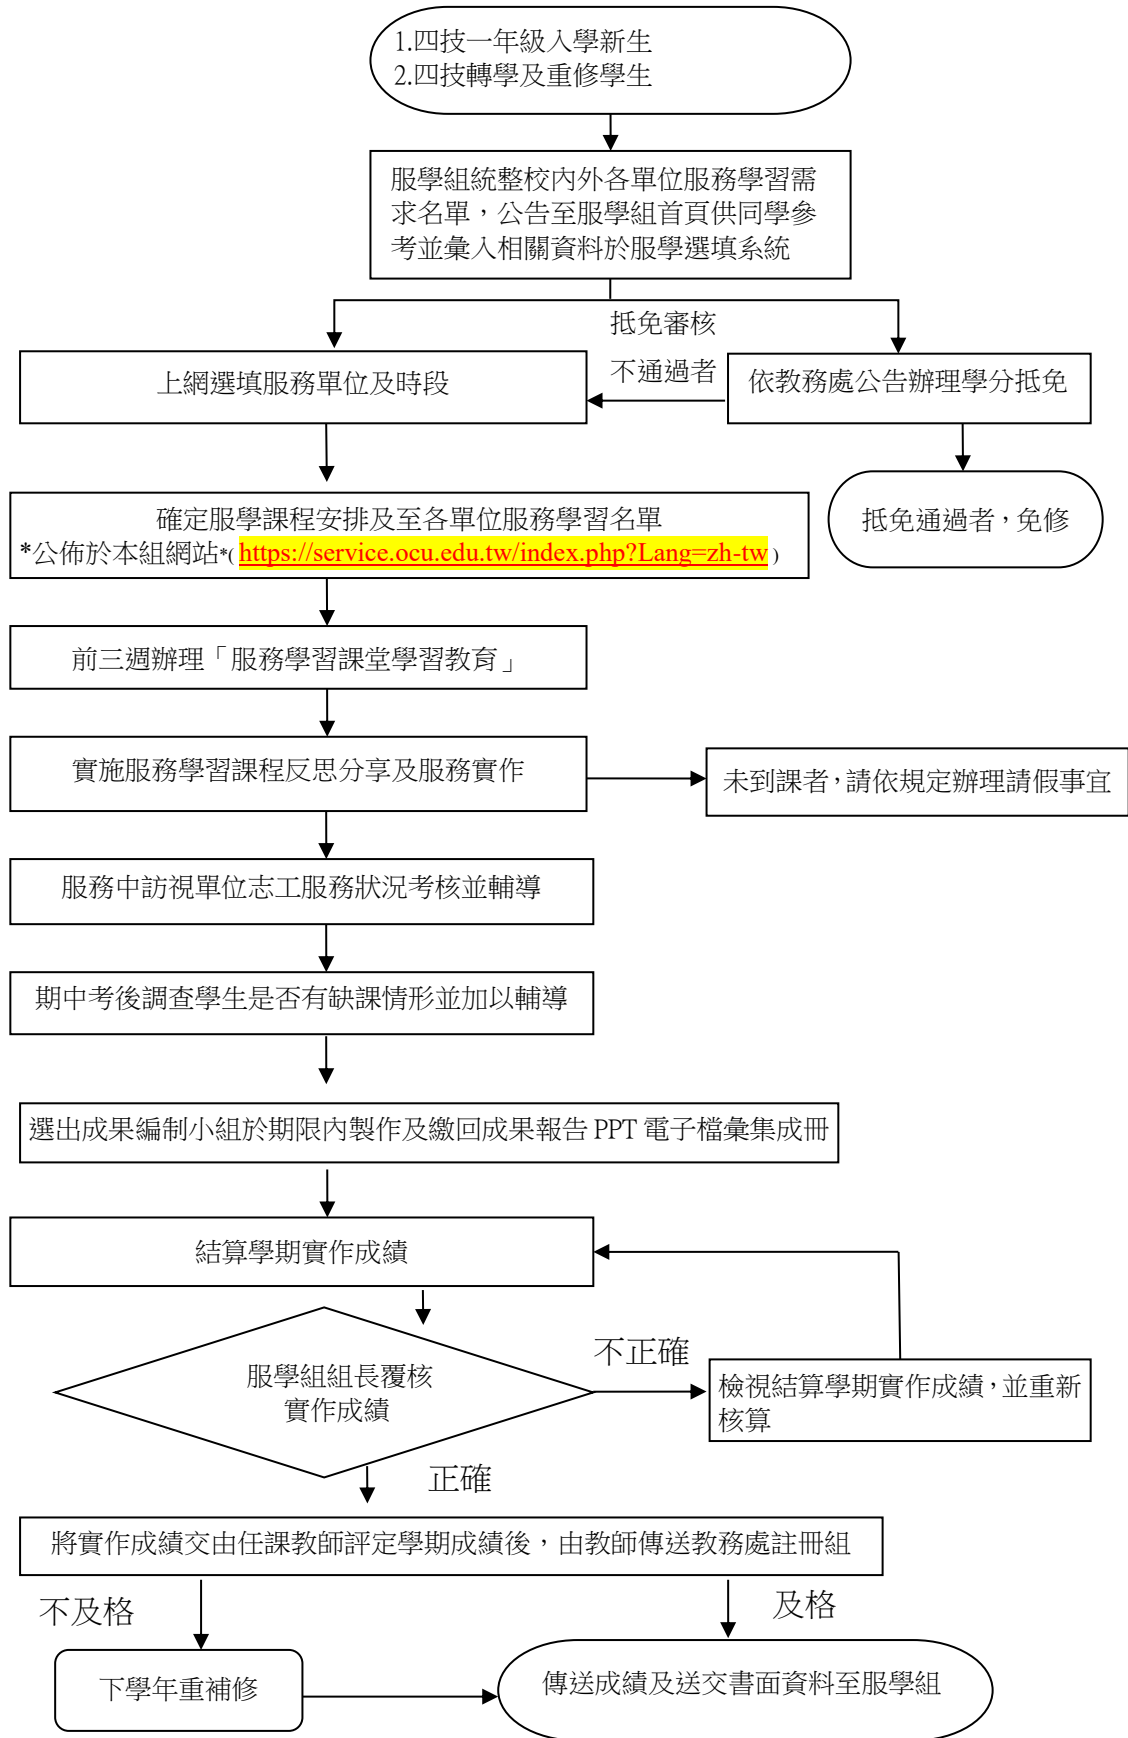 1.四技一年級入學新生
2.四技轉學及重修學生
服學組統整校內外各單位服務學習需
求名單，公告至服學組首頁供同學參
考並彙入相關資料於服學選填系統
抵免審核
不通過者
上網選填服務單位及時段
依教務處公告辦理學分抵免
抵免通過者，免修
確定服學課程安排及至各單位服務學習名單
*公佈於本組網站*( https://service.ocu.edu.tw/index.php?Lang=zh-tw )
前三週辦理「服務學習課堂學習教育」
實施服務學習課程反思分享及服務實作
未到課者，請依規定辦理請假事宜
服務中訪視單位志工服務狀況考核並輔導
期中考後調查學生是否有缺課情形並加以輔導
選出成果編制小組於期限內製作及繳回成果報告 PPT 電子檔彙集成冊
結算學期實作成績
服學組組長覆核
實作成績
不正確
檢視結算學期實作成績，並重新
核算
正確
將實作成績交由任課教師評定學期成績後，由教師傳送教務處註冊組
不及格
及格
下學年重補修
傳送成績及送交書面資料至服學組